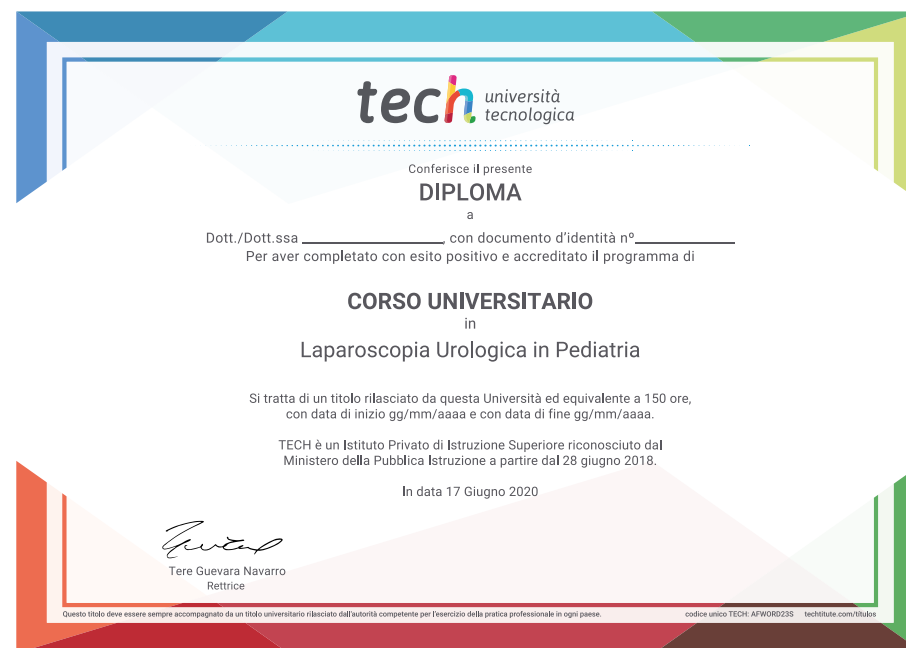 tech università
tecnologica
Conferisce il presente
DIPLOMA
a
Dott./Dott.ssa ________________, con documento d'identità nº____________
Per aver completato con esito positivo e accreditato il programma di
CORSO UNIVERSITARIO
in
Laparoscopia Urologica in Pediatria
Si tratta di un titolo rilasciato da questa Università ed equivalente a 150 ore,
con data di inizio gg/mm/aaaa e con data di fine gg/mm/aaaa.
TECH è un Istituto Privato di Istruzione Superiore riconosciuto dal
Ministero della Pubblica Istruzione a partire dal 28 giugno 2018.
In data 17 Giugno 2020
Tere Guevara Navarro
Rettrice
Questo titolo deve essere sempre accompagnato da un titolo universitario rilasciato dall'autorità competente per l'esercizio della pratica professionale in ogni paese. codice unico TECH: AFWORD23S techtitute.com/títulos